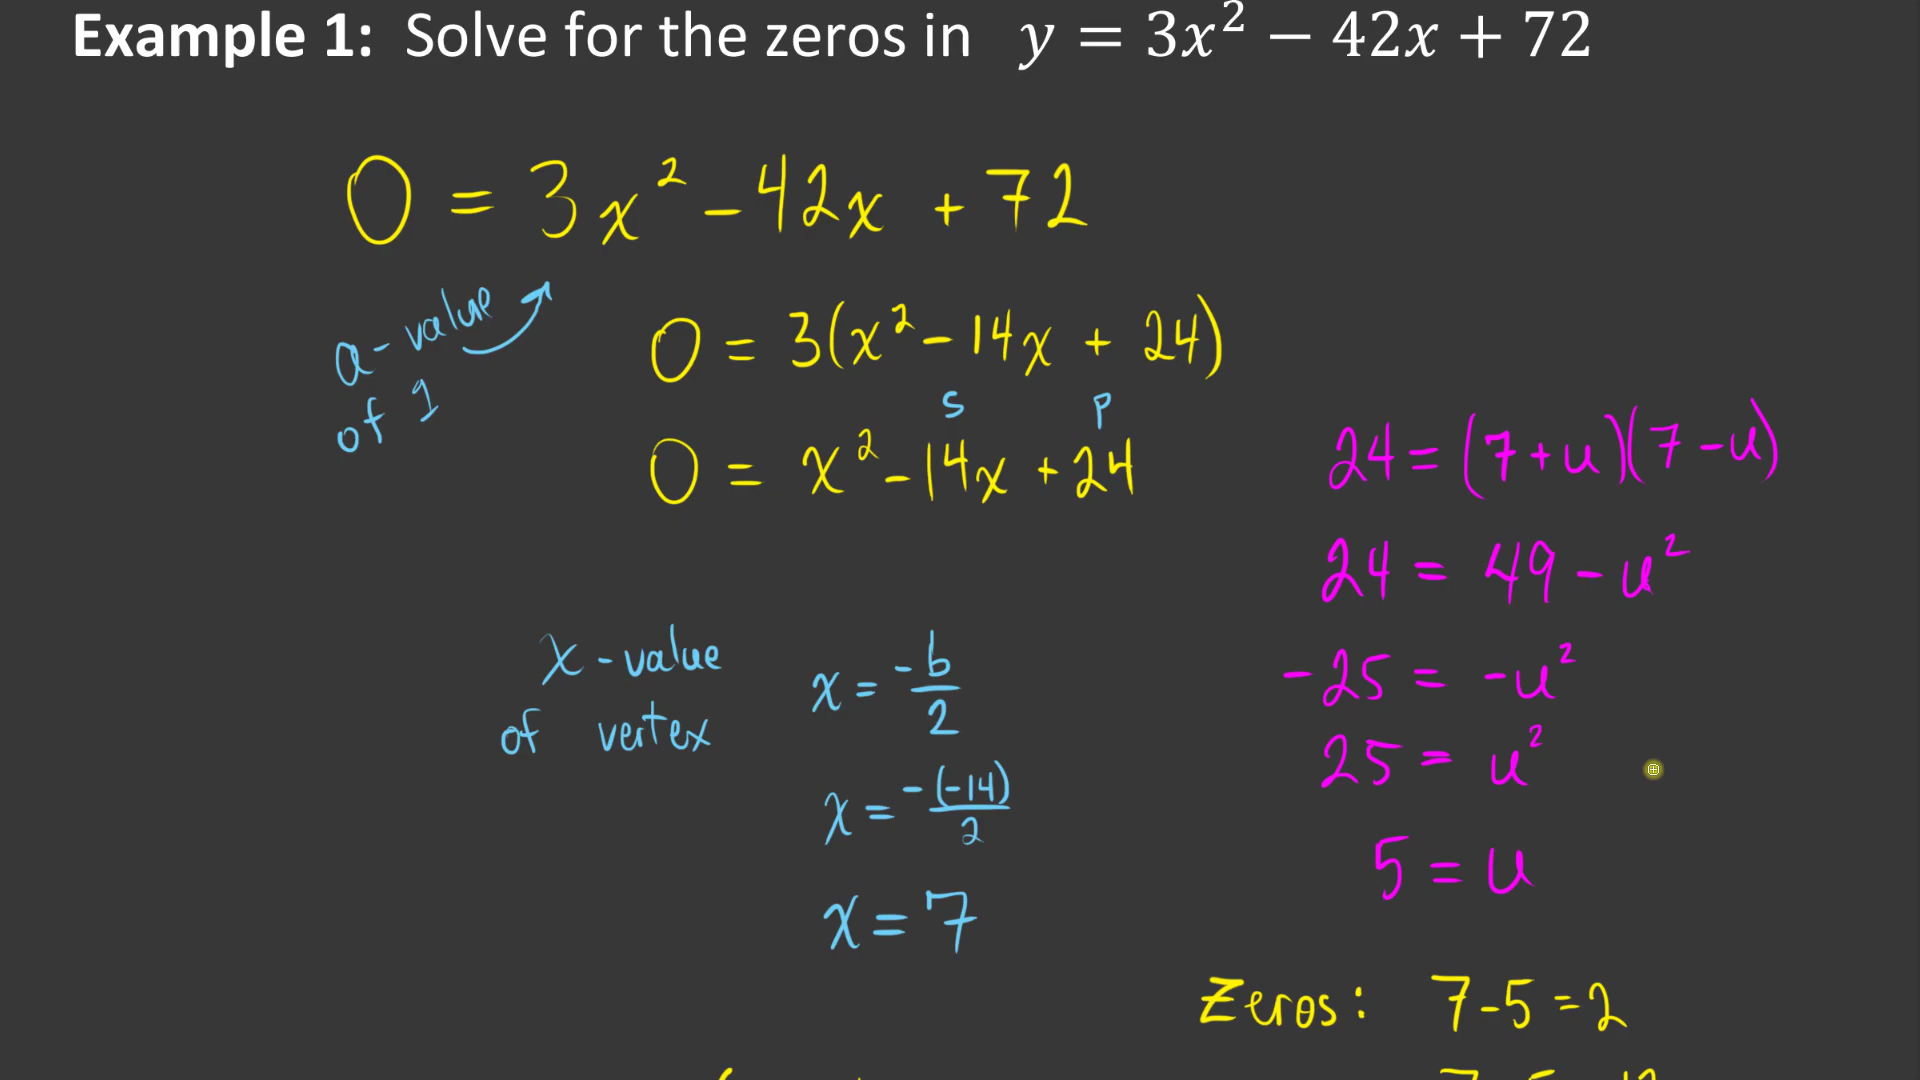 Example 1: Solve for the zeros in y = 3x² − 42x + 72
0 = 3x² − 42x + 72
a-value of 1
0 = 3(x² − 14x + 24)
s p
0 = x² − 14x + 24
x-value
of vertex
x = -b/2
x = -(-14)/2
x = 7
24 = (7+u)(7−u)
24 = 49 − u²
-25 = -u²
25 = u²
5 = u
Zeros: 7-5 = 2